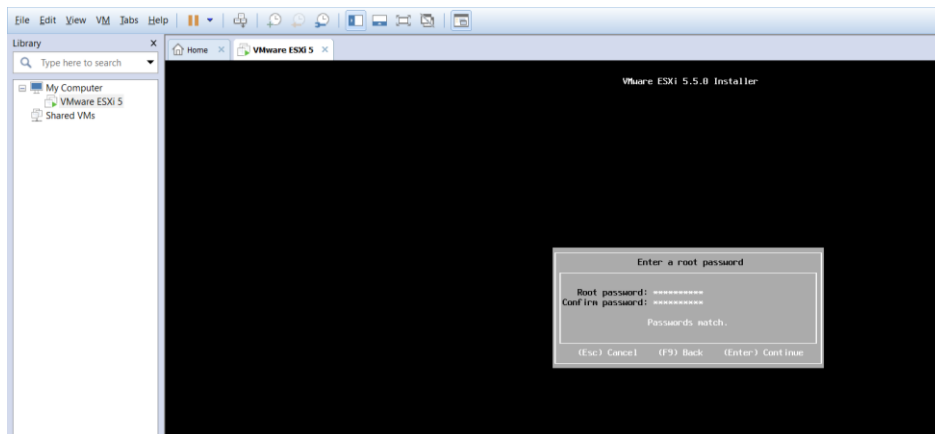 File Edit View VM Tabs Help
Library X
Home × VMware ESXi 5 ×
Type here to search
My Computer
VMware ESXi 5
Shared VMs
VMware ESXi 5.5.0 Installer
Enter a root password
Root password: **********
Confirm password: **********
Passwords match.
(Esc) Cancel (F9) Back (Enter) Continue